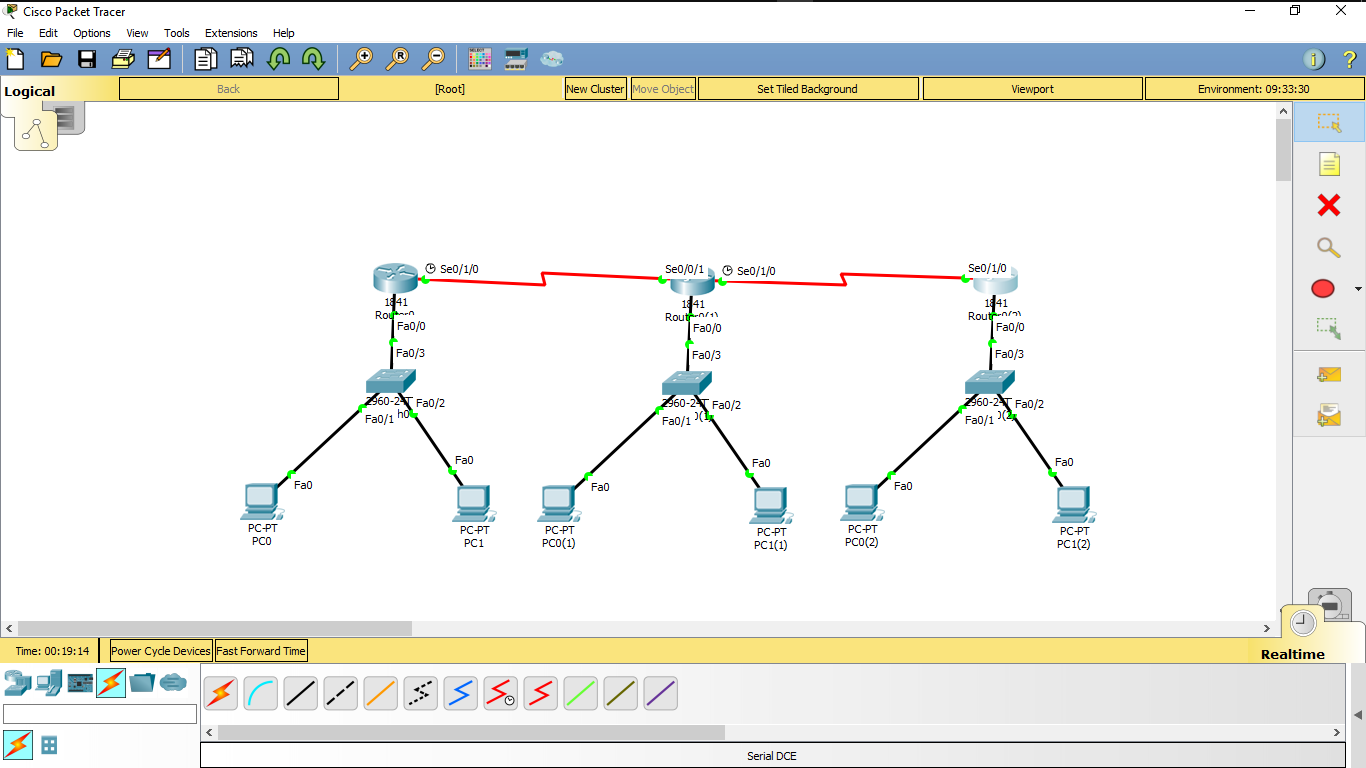 Cisco Packet Tracer
File Edit Options View Tools Extensions Help
Logical
Back
[Root]
New Cluster
Move Object
Set Tiled Background
Viewport
Environment: 09:33:30
Se0/1/0
Se0/0/1
Se0/1/0
Se0/1/0
1841
1841
1841
Router0
Router0(1)
Router0(2)
Fa0/0
Fa0/0
Fa0/0
Fa0/3
Fa0/3
Fa0/3
2960-24T
2960-24T
2960-24T
Fa0/2
Fa0/2
Fa0/2
h0
)(1)
)(2)
Fa0/1
Fa0/1
Fa0/1
Fa0
Fa0
Fa0
Fa0
Fa0
Fa0
PC-PT
PC0
PC-PT
PC1
PC-PT
PC0(1)
PC-PT
PC1(1)
PC-PT
PC0(2)
PC-PT
PC1(2)
Time: 00:19:14
Power Cycle Devices
Fast Forward Time
Realtime
Serial DCE